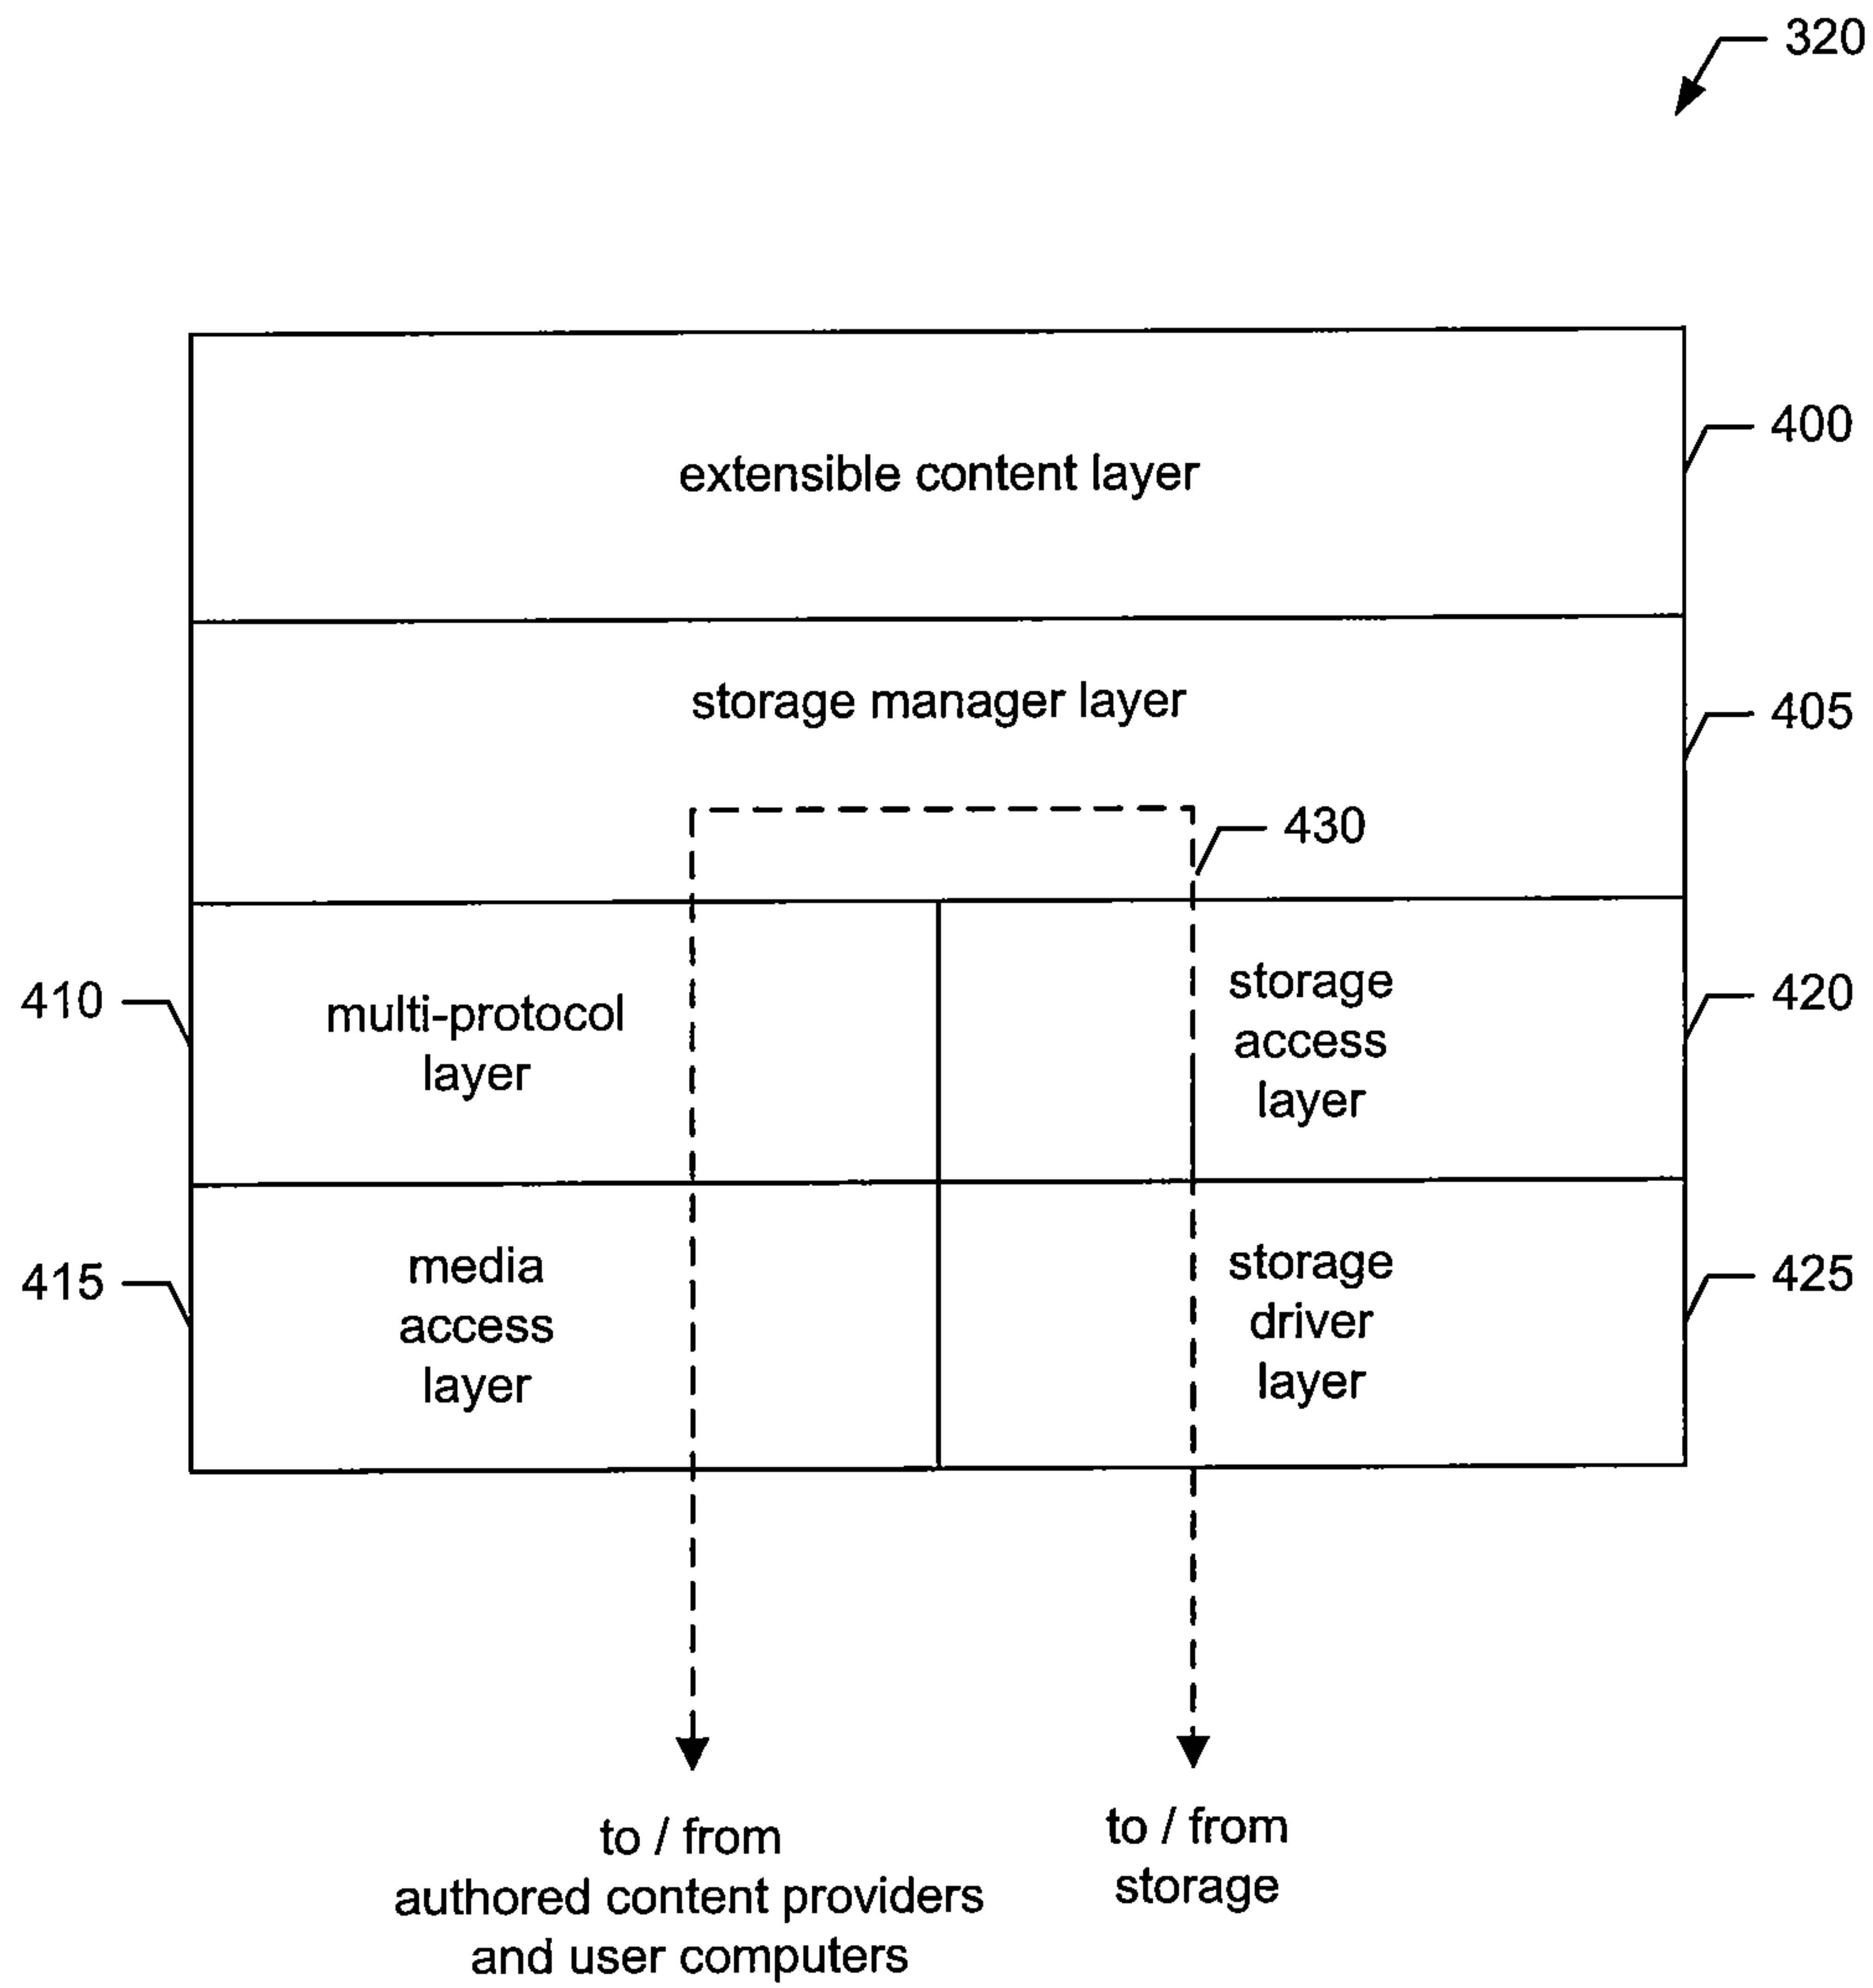 320
400
extensible content layer
storage manager layer
405
430
410
multi-protocol
layer
storage
access
layer
420
415
media
access
layer
storage
driver
layer
425
to / from
authored content providers
and user computers
to / from
storage